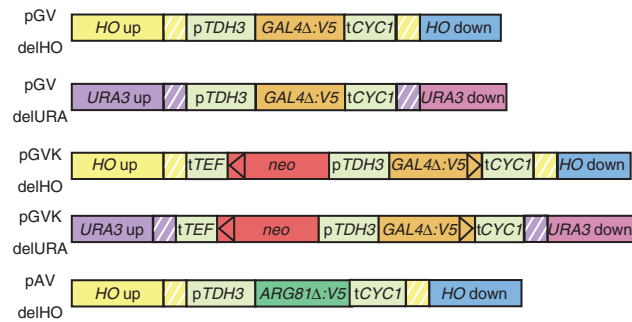 pGV
delHO
HO up pTDH3 GAL4Δ:V5 tCYC1 HO down
pGV
delURA
URA3 up pTDH3 GAL4Δ:V5 tCYC1 URA3 down
pGVK
delHO
HO up tTEF neo pTDH3 GAL4Δ:V5 tCYC1 HO down
pGVK
delURA
URA3 up tTEF neo pTDH3 GAL4Δ:V5 tCYC1 URA3 down
pAV
delHO
HO up pTDH3 ARG81Δ:V5 tCYC1 HO down